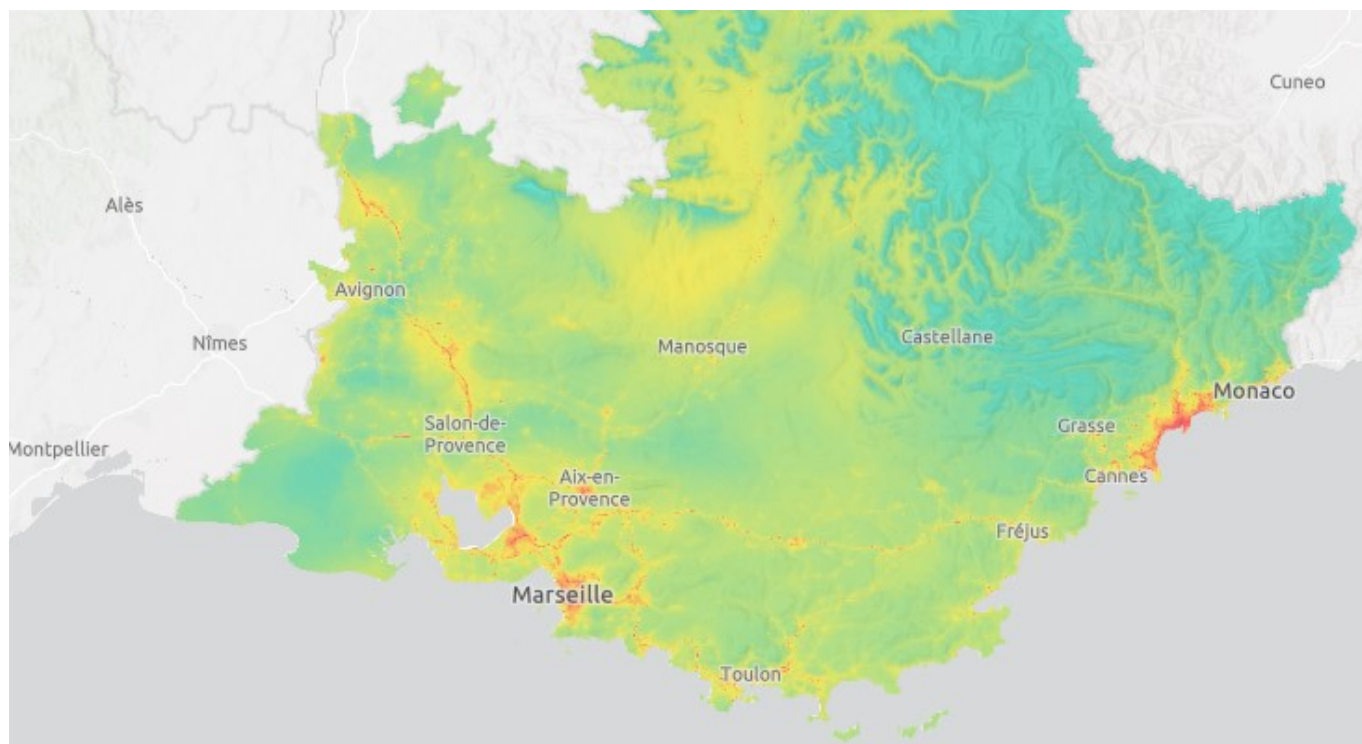 Cuneo
Alès
Avignon
Nîmes
Manosque
Castellane
Monaco
Salon-de-
Provence
Grasse
Montpellier
Aix-en-
Provence
Cannes
Fréjus
Marseille
Toulon